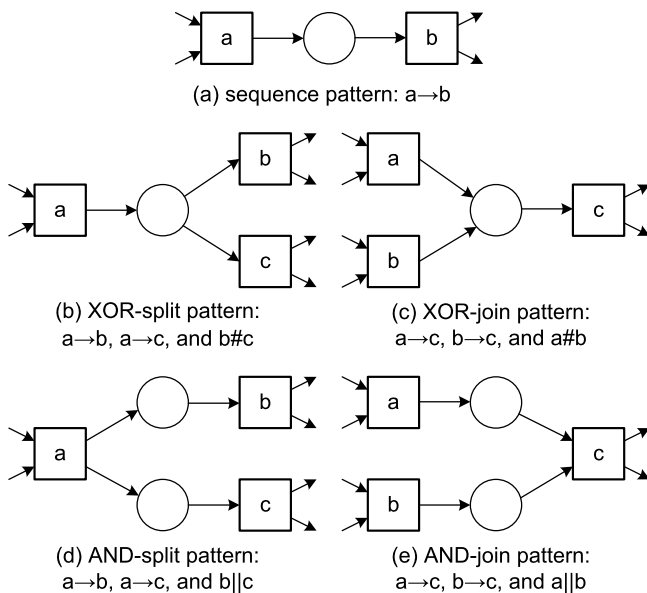 a
b
(a) sequence pattern: a→b
a
b
c
(b) XOR-split pattern:
a→b, a→c, and b#c
a
b
c
(c) XOR-join pattern:
a→c, b→c, and a#b
a
b
c
(d) AND-split pattern:
a→b, a→c, and b||c
a
b
c
(e) AND-join pattern:
a→c, b→c, and a||b